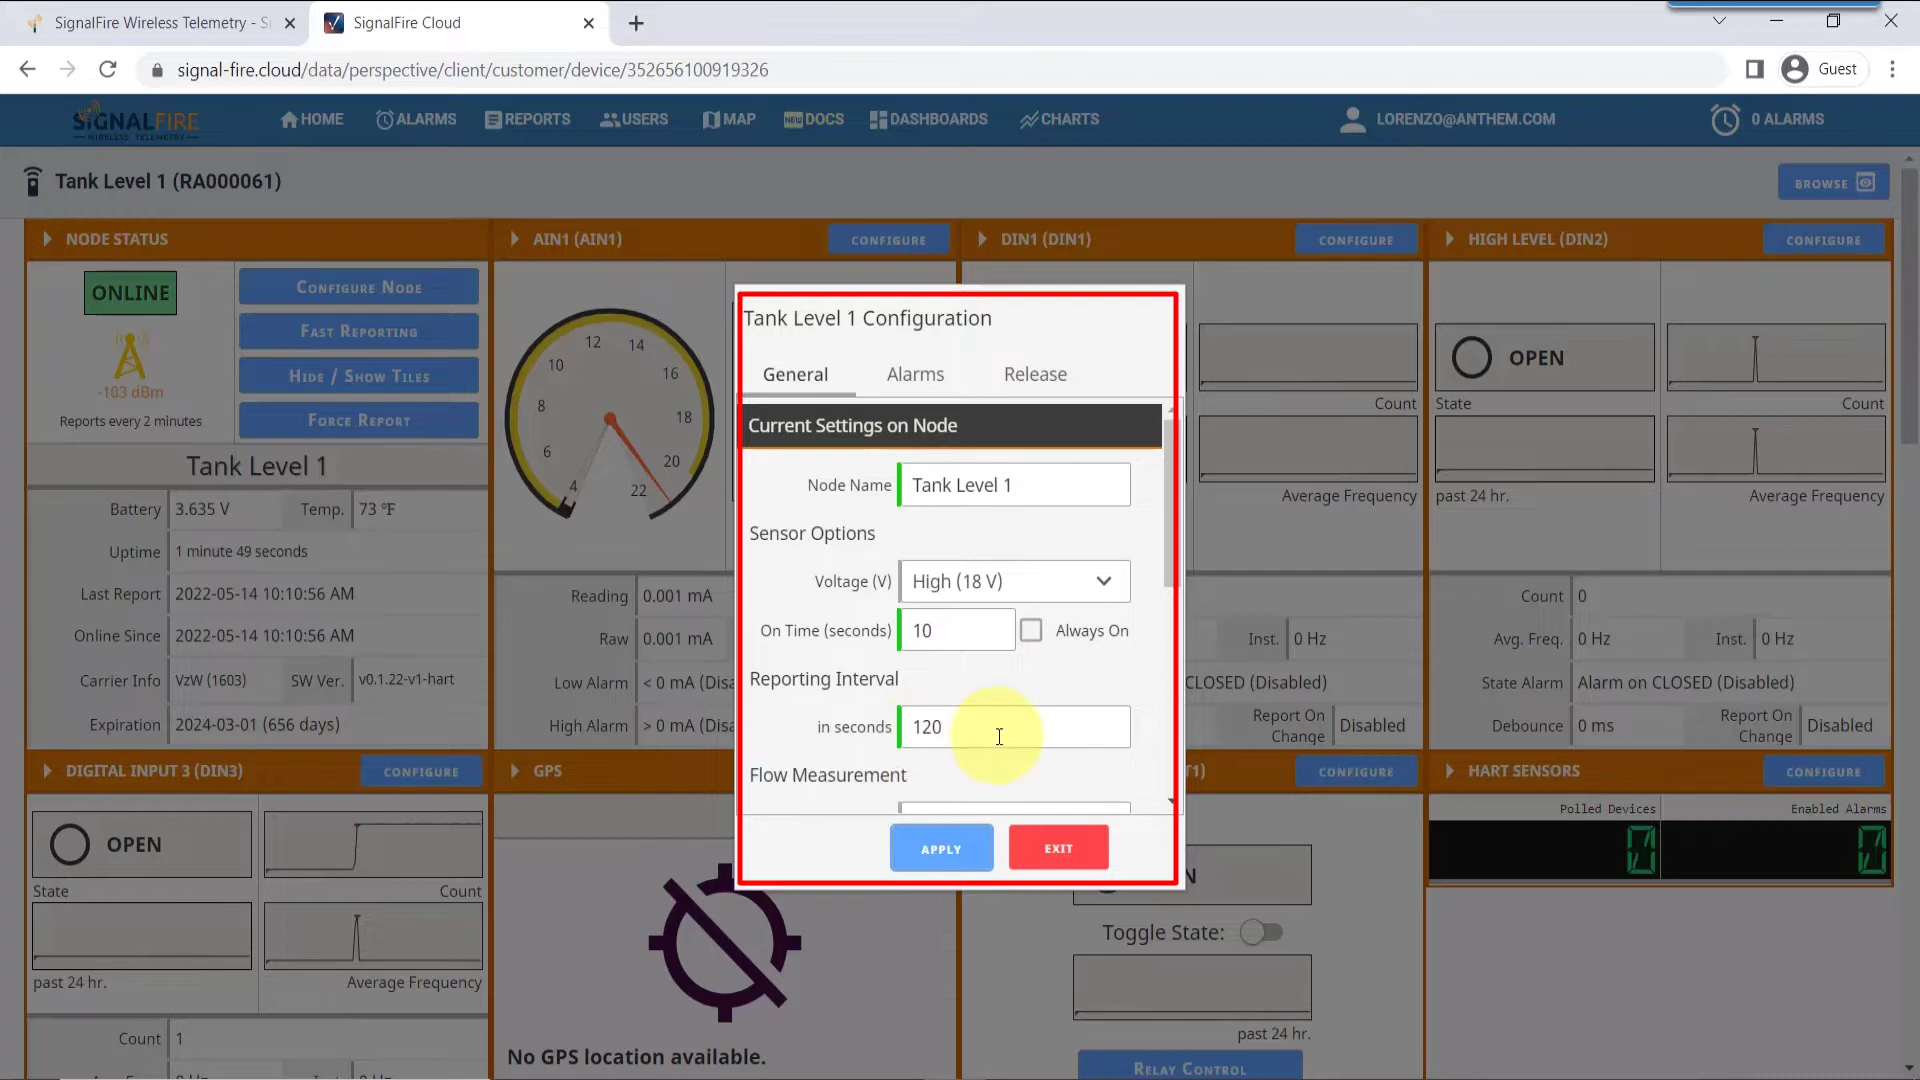 SignalFire Wireless Telemetry - S
SignalFire Cloud
signal-fire.cloud/data/perspective/client/customer/device/352656100919326
Guest
SIGNALFIRE
WIRELESS TELEMETRY
HOME
ALARMS
REPORTS
USERS
MAP
NEW DOCS
DASHBOARDS
CHARTS
LORENZO@ANTHEM.COM
0 ALARMS
Tank Level 1 (RA000061)
BROWSE
NODE STATUS
AIN1 (AIN1)
CONFIGURE
DIN1 (DIN1)
CONFIGURE
HIGH LEVEL (DIN2)
CONFIGURE
ONLINE
-103 dBm
Reports every 2 minutes
CONFIGURE NODE
FAST REPORTING
HIDE / SHOW TILES
FORCE REPORT
Tank Level 1
Battery 3.635 V Temp. 73 °F
Uptime 1 minute 49 seconds
Last Report 2022-05-14 10:10:56 AM
Online Since 2022-05-14 10:10:56 AM
Carrier Info VzW (1603) SW Ver. v0.1.22-v1-hart
Expiration 2024-03-01 (656 days)
4 6 8 10 12 14 16 18 20 22
Reading 0.001 mA
Raw 0.001 mA
Low Alarm < 0 mA (Disa
High Alarm > 0 mA (Disa
Tank Level 1 Configuration
General Alarms Release
Current Settings on Node
Node Name Tank Level 1
Sensor Options
Voltage (V) High (18 V)
On Time (seconds) 10 Always On
Reporting Interval
in seconds 120
Flow Measurement
APPLY EXIT
Count
Average Frequency
Inst. 0 Hz
CLOSED (Disabled)
Report On Change Disabled
OPEN
State
Count
past 24 hr.
Average Frequency
Count 0
Avg. Freq. 0 Hz Inst. 0 Hz
State Alarm Alarm on CLOSED (Disabled)
Debounce 0 ms Report On Change Disabled
DIGITAL INPUT 3 (DIN3)
CONFIGURE
OPEN
State
Count
past 24 hr.
Average Frequency
Count 1
GPS
No GPS location available.
T1)
CONFIGURE
N
Toggle State:
past 24 hr.
RELAY CONTROL
HART SENSORS
CONFIGURE
Polled Devices Enabled Alarms
0 0